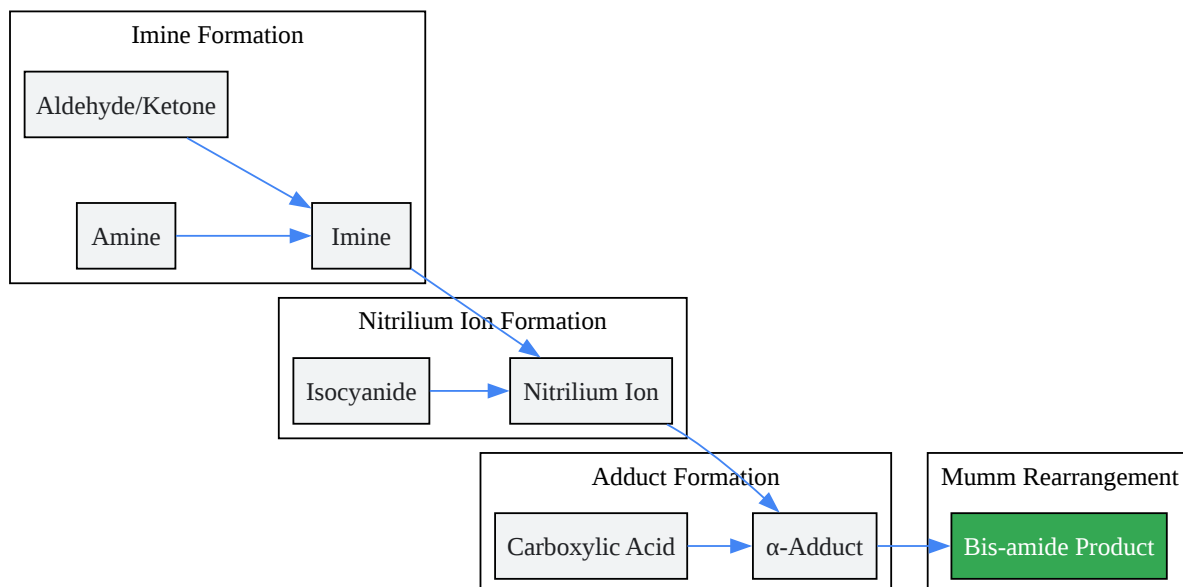 Imine Formation
Aldehyde/Ketone
Amine
Imine
Nitrilium Ion Formation
Isocyanide
Nitrilium Ion
Adduct Formation
Mumm Rearrangement
Carboxylic Acid
α-Adduct
Bis-amide Product